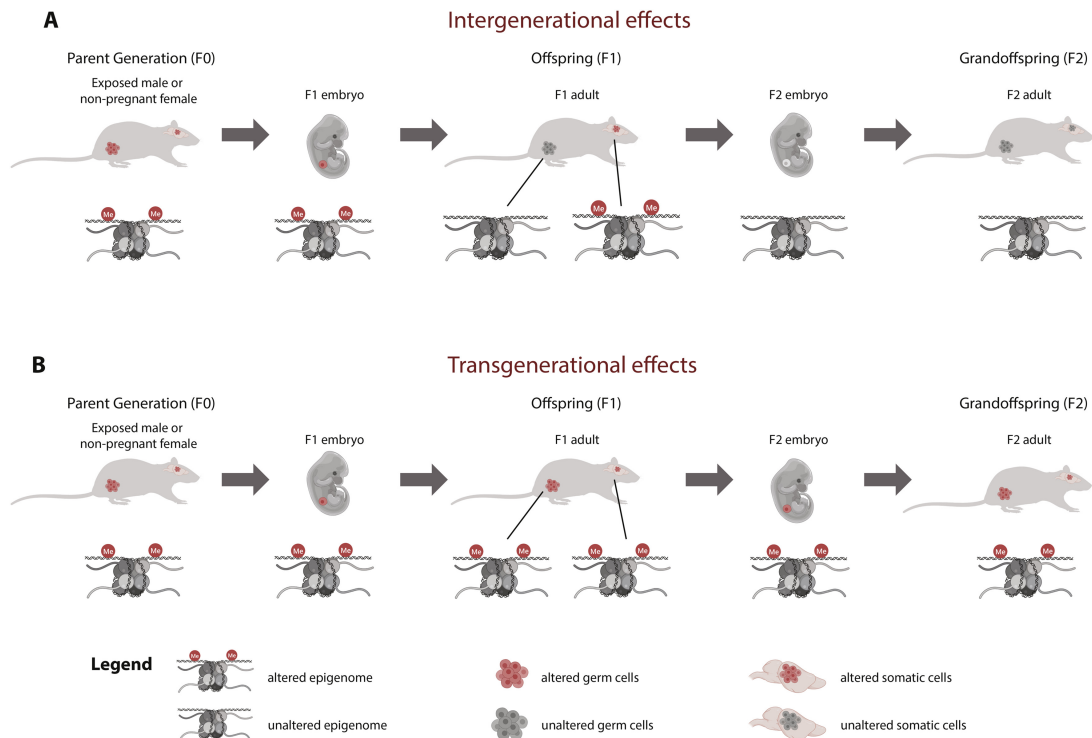 A
Intergenerational effects
Parent Generation (F0)
Offspring (F1)
Grandoffspring (F2)
Exposed male or
non-pregnant female
F1 embryo
F1 adult
F2 embryo
F2 adult
Me Me
Me Me
Me Me
B
Transgenerational effects
Parent Generation (F0)
Offspring (F1)
Grandoffspring (F2)
Exposed male or
non-pregnant female
F1 embryo
F1 adult
F2 embryo
F2 adult
Me Me
Me Me
Me Me
Me Me
Me Me
Me Me
Legend
Me Me
altered epigenome
altered germ cells
altered somatic cells
unaltered epigenome
unaltered germ cells
unaltered somatic cells